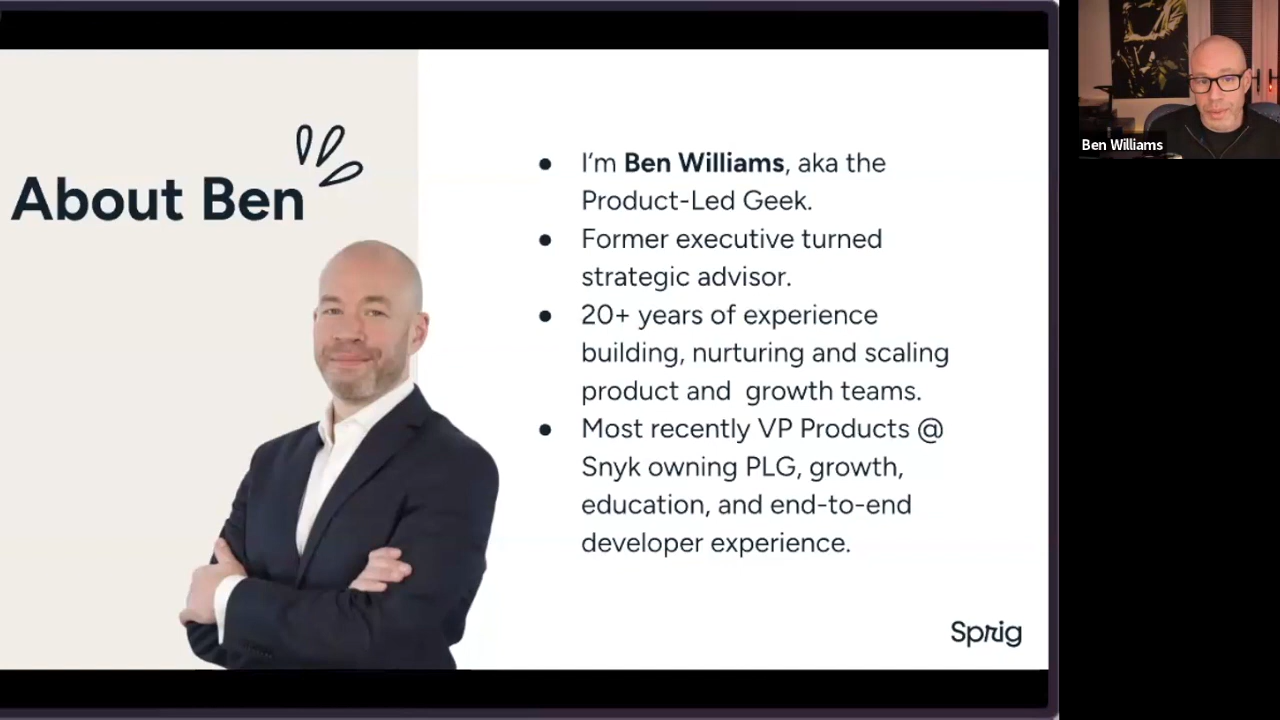 About Ben
● I'm Ben Williams, aka the
Product-Led Geek.
● Former executive turned
strategic advisor.
● 20+ years of experience
building, nurturing and scaling
product and  growth teams.
● Most recently VP Products @
Snyk owning PLG, growth,
education, and end-to-end
developer experience.
Sprig
Ben Williams